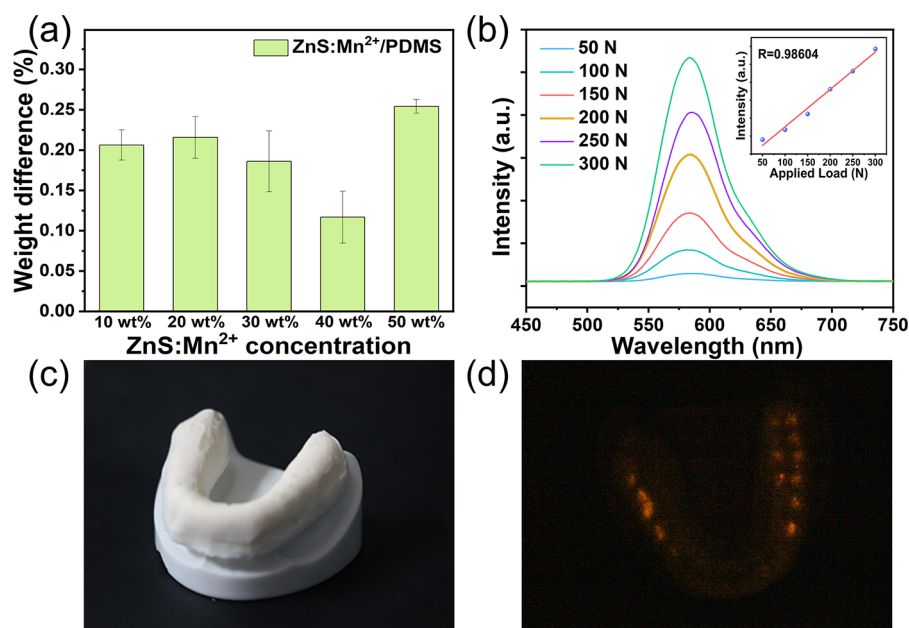 (a)
ZnS:Mn²⁺/PDMS
Weight difference (%)
0.30
0.25
0.20
0.15
0.10
0.05
0.00
10 wt%
20 wt%
30 wt%
40 wt%
50 wt%
ZnS:Mn²⁺ concentration
(b)
50 N
100 N
150 N
200 N
250 N
300 N
Intensity (a.u.)
450
500
550
600
650
700
750
Wavelength (nm)
R=0.98604
Intensity (a.u.)
50
100
150
200
250
300
Applied Load (N)
(c)
(d)